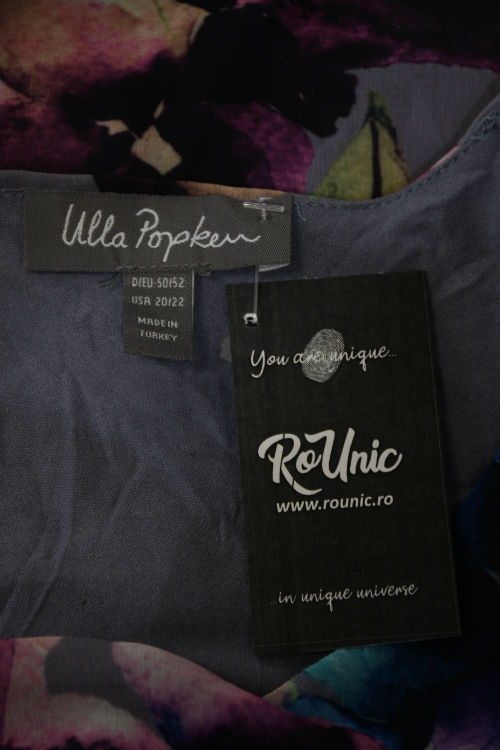 Ulla Popken
D/EU 50/52
USA 20/22
MADE IN
TURKEY
You are unique...
RoUnic
www.rounic.ro
...in unique universe